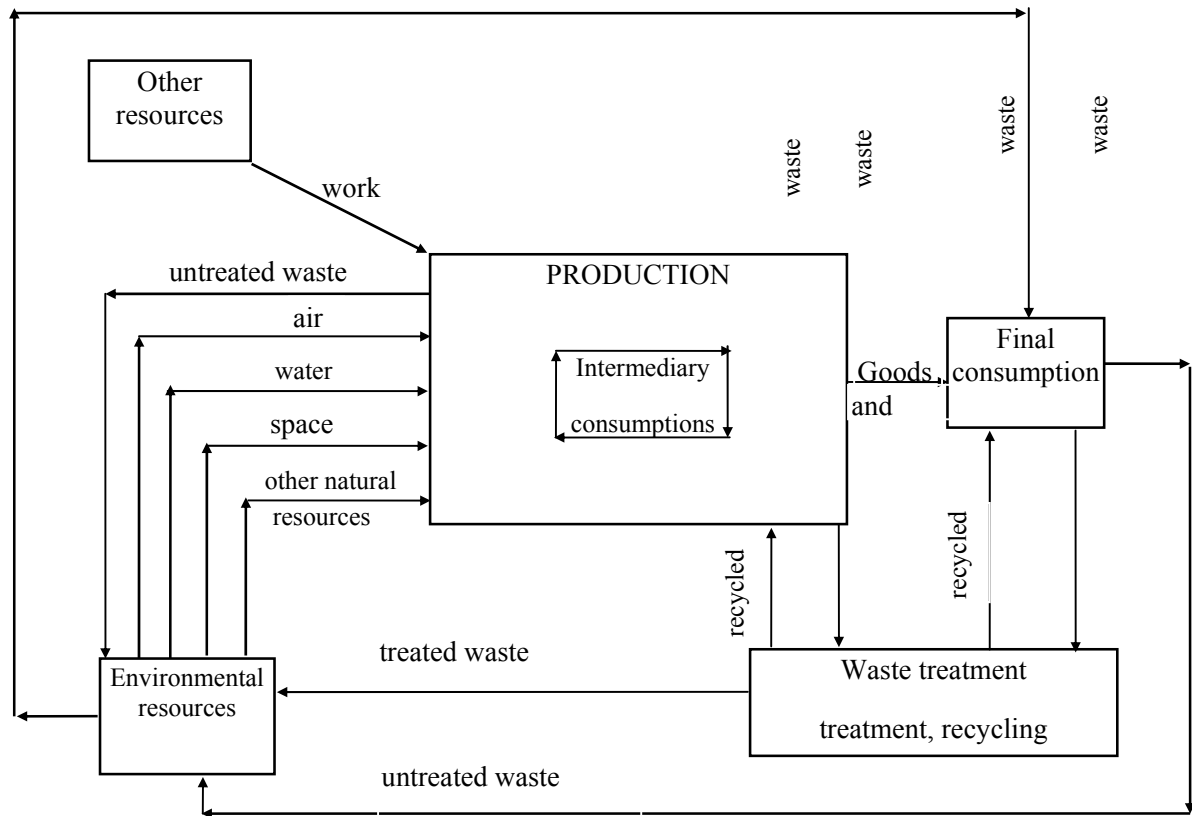 Other
resources
work
waste
waste
waste
waste
untreated waste
PRODUCTION
air
Final
consumption
water
Intermediary
consumptions
Goods
and
space
other natural
resources
recycled
recycled
treated waste
Environmental
resources
Waste treatment
treatment, recycling
untreated waste